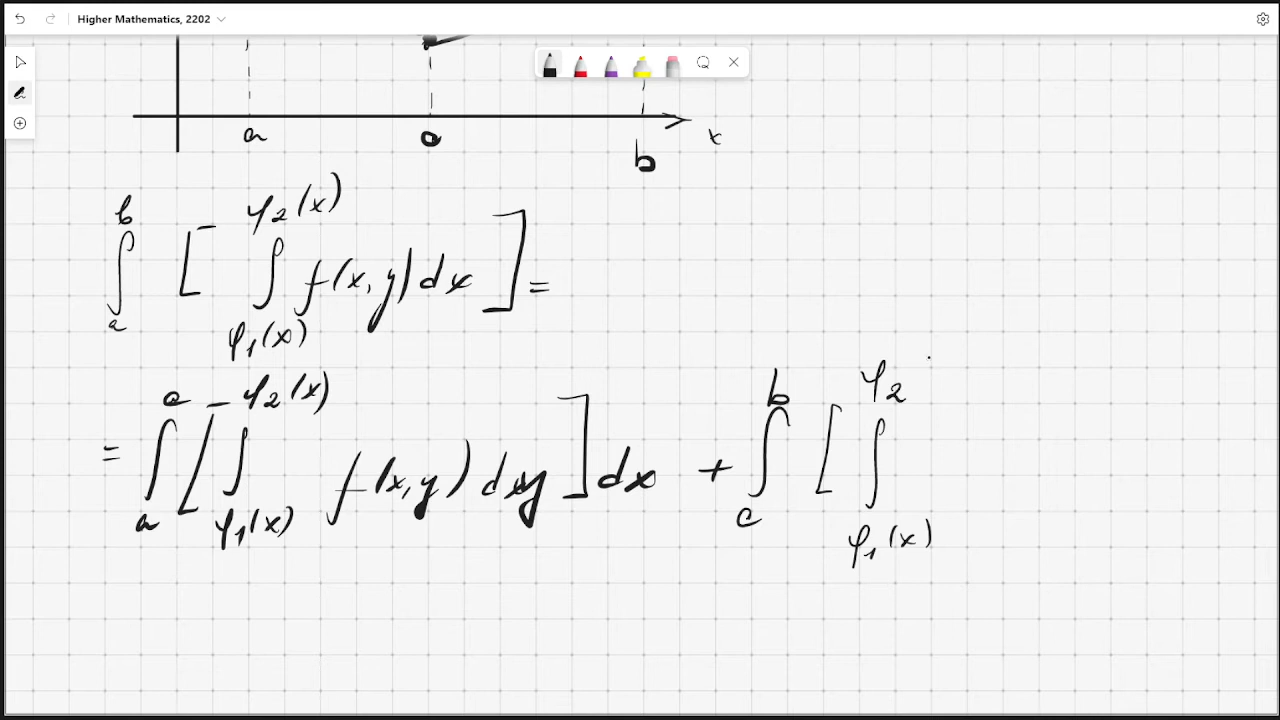 Higher Mathematics, 2202
a c b x
∫_a^b [ ∫_{φ₁(x)}^{φ₂(x)} f(x,y) dx ] =
= ∫_a^c [ ∫_{φ₁(x)}^{φ₂(x)} f(x,y) dy ] dx + ∫_c^b [ ∫_{φ₁(x)}^{φ₂}